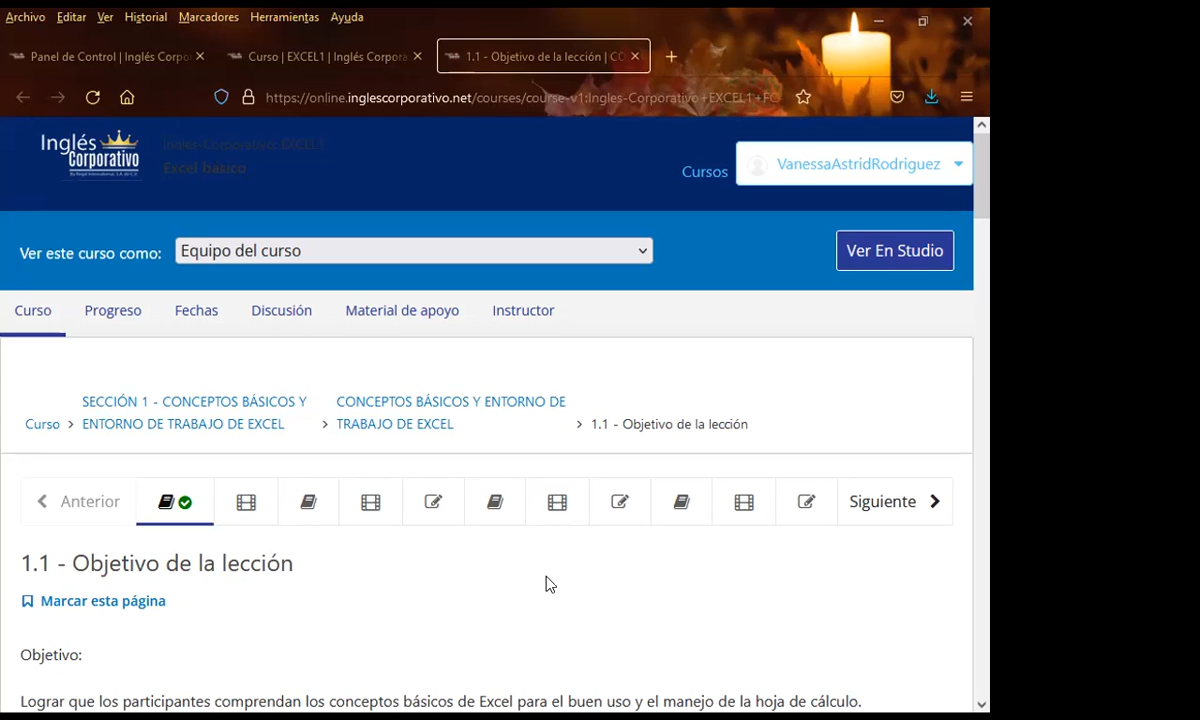 Archivo Editar Ver Historial Marcadores Herramientas Ayuda
Panel de Control | Inglés Corpor
Curso | EXCEL1 | Inglés Corpora
1.1 - Objetivo de la lección | CO
https://online.inglescorporativo.net/courses/course-v1:Ingles-Corporativo+EXCEL1+FC
Inglés
Corporativo
Ingles-Corporativo: EXCEL1
Excel básico
Cursos
VanessaAstridRodriguez
Ver este curso como:
Equipo del curso
Ver En Studio
Curso Progreso Fechas Discusión Material de apoyo Instructor
Curso > SECCIÓN 1 - CONCEPTOS BÁSICOS Y
ENTORNO DE TRABAJO DE EXCEL
> CONCEPTOS BÁSICOS Y ENTORNO DE
TRABAJO DE EXCEL
> 1.1 - Objetivo de la lección
Anterior
Siguiente
1.1 - Objetivo de la lección
Marcar esta página
Objetivo:
Lograr que los participantes comprendan los conceptos básicos de Excel para el buen uso y el manejo de la hoja de cálculo.